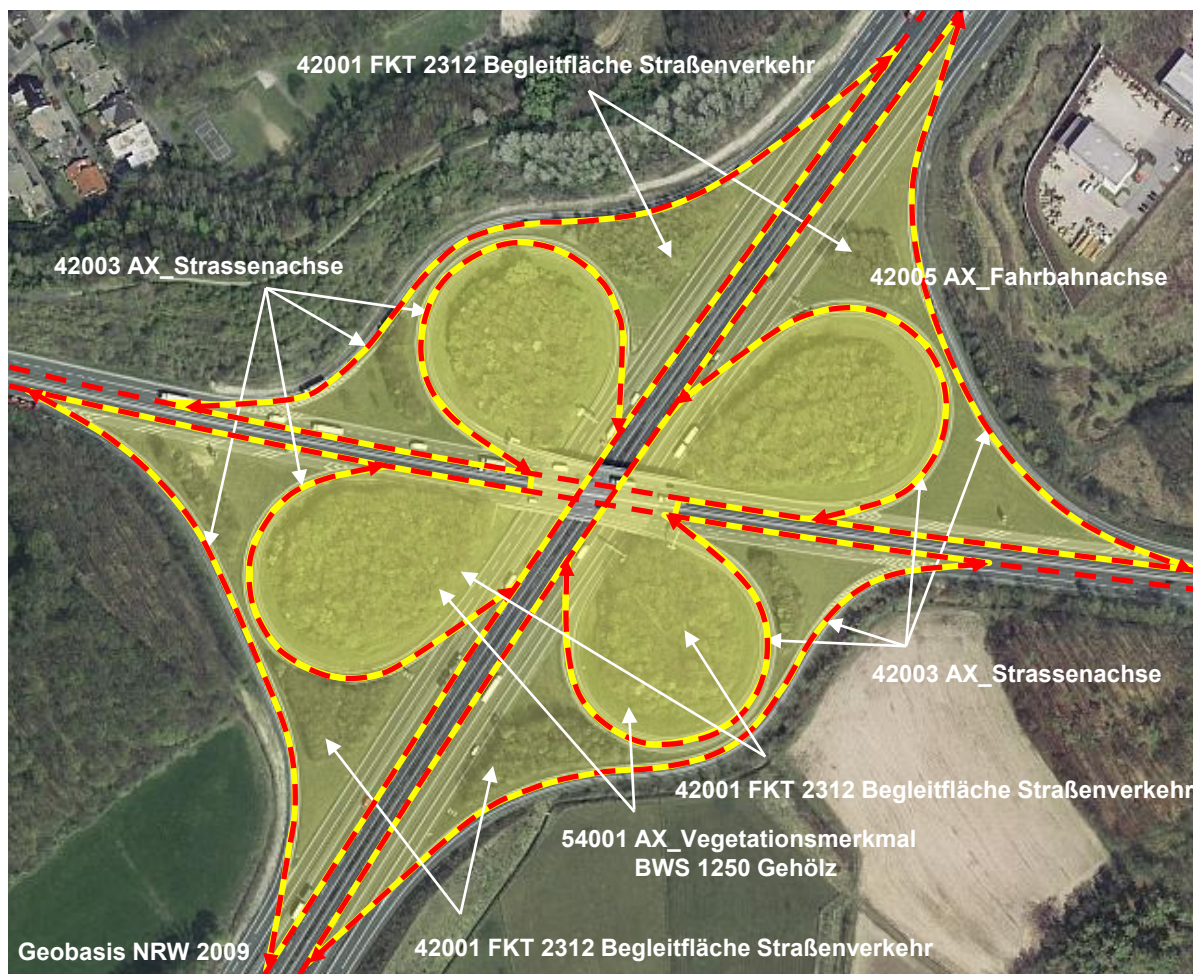 42001 FKT 2312 Begleitfläche Straßenverkehr
42003 AX_Strassenachse
42005 AX_Fahrbahnachse
42003 AX_Strassenachse
42001 FKT 2312 Begleitfläche Straßenverkehr
54001 AX_Vegetationsmerkmal
BWS 1250 Gehölz
42001 FKT 2312 Begleitfläche Straßenverkehr
Geobasis NRW 2009